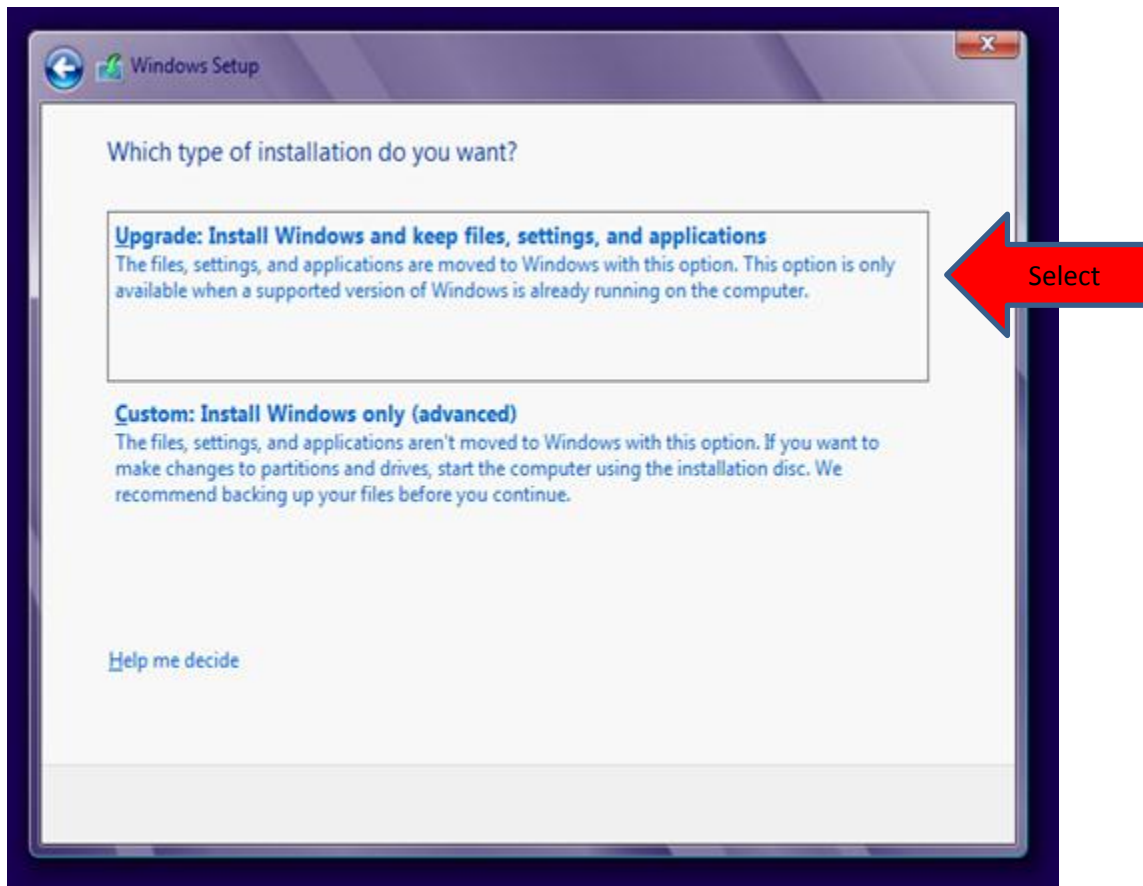 Windows Setup
Which type of installation do you want?
Upgrade: Install Windows and keep files, settings, and applications
The files, settings, and applications are moved to Windows with this option. This option is only
available when a supported version of Windows is already running on the computer.
Select
Custom: Install Windows only (advanced)
The files, settings, and applications aren't moved to Windows with this option. If you want to
make changes to partitions and drives, start the computer using the installation disc. We
recommend backing up your files before you continue.
Help me decide